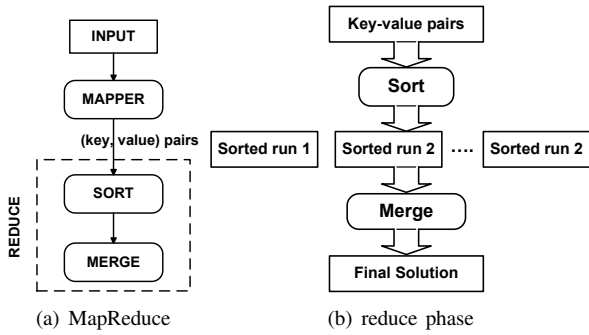 INPUT
MAPPER
(key, value) pairs
REDUCE
SORT
MERGE
(a) MapReduce
Key-value pairs
Sort
Sorted run 1
Sorted run 2
....
Sorted run 2
Merge
Final Solution
(b) reduce phase